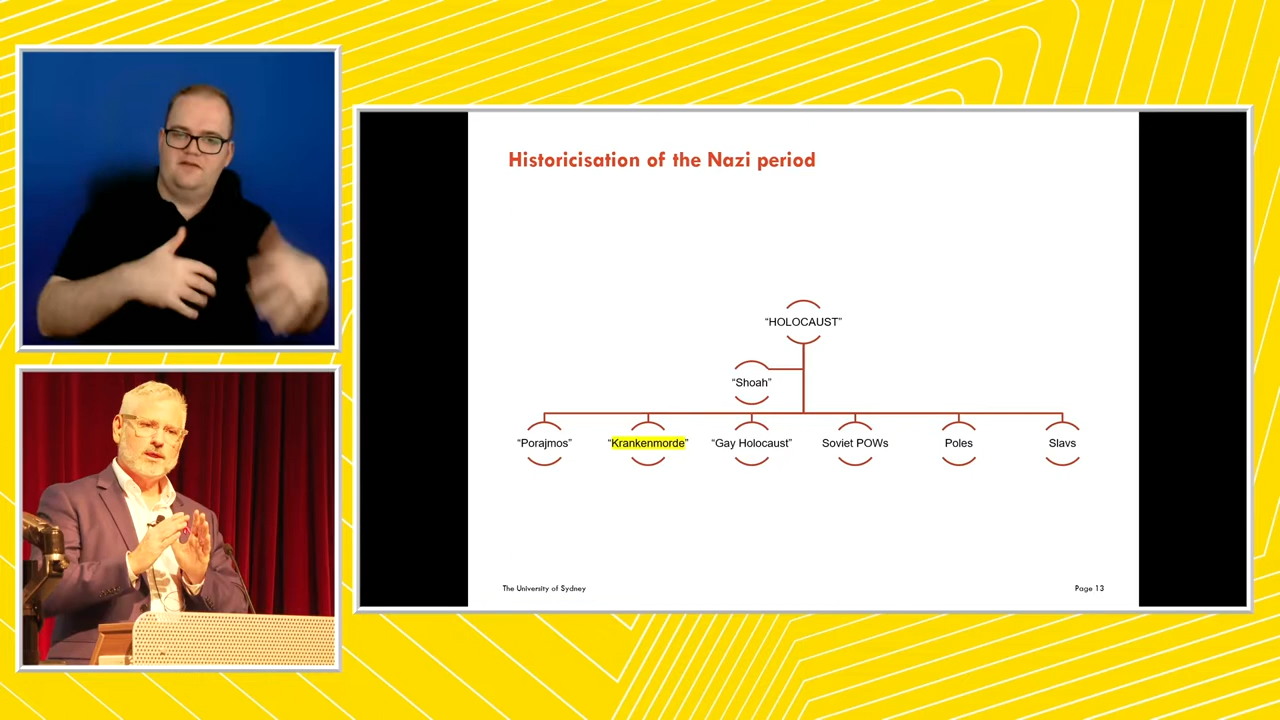 Historicisation of the Nazi period
“HOLOCAUST”
“Shoah”
“Porajmos”
“Krankenmorde”
“Gay Holocaust”
Soviet POWs
Poles
Slavs
The University of Sydney
Page 13